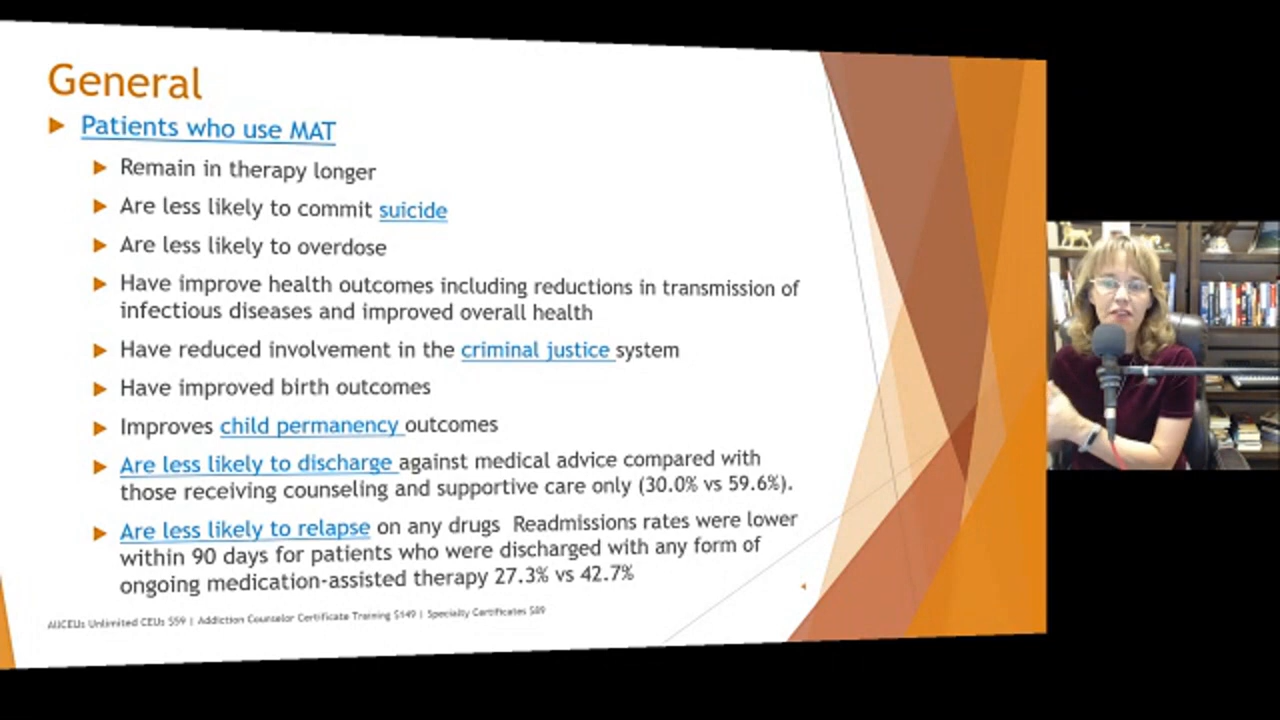 General
Patients who use MAT
Remain in therapy longer
Are less likely to commit suicide
Are less likely to overdose
Have improve health outcomes including reductions in transmission of
infectious diseases and improved overall health
Have reduced involvement in the criminal justice system
Have improved birth outcomes
Improves child permanency outcomes
Are less likely to discharge against medical advice compared with
those receiving counseling and supportive care only (30.0% vs 59.6%).
Are less likely to relapse on any drugs Readmissions rates were lower
within 90 days for patients who were discharged with any form of
ongoing medication-assisted therapy 27.3% vs 42.7%
AllCEUs Unlimited CEUs $59 | Addiction Counselor Certificate Training $149 | Specialty Certificates $89